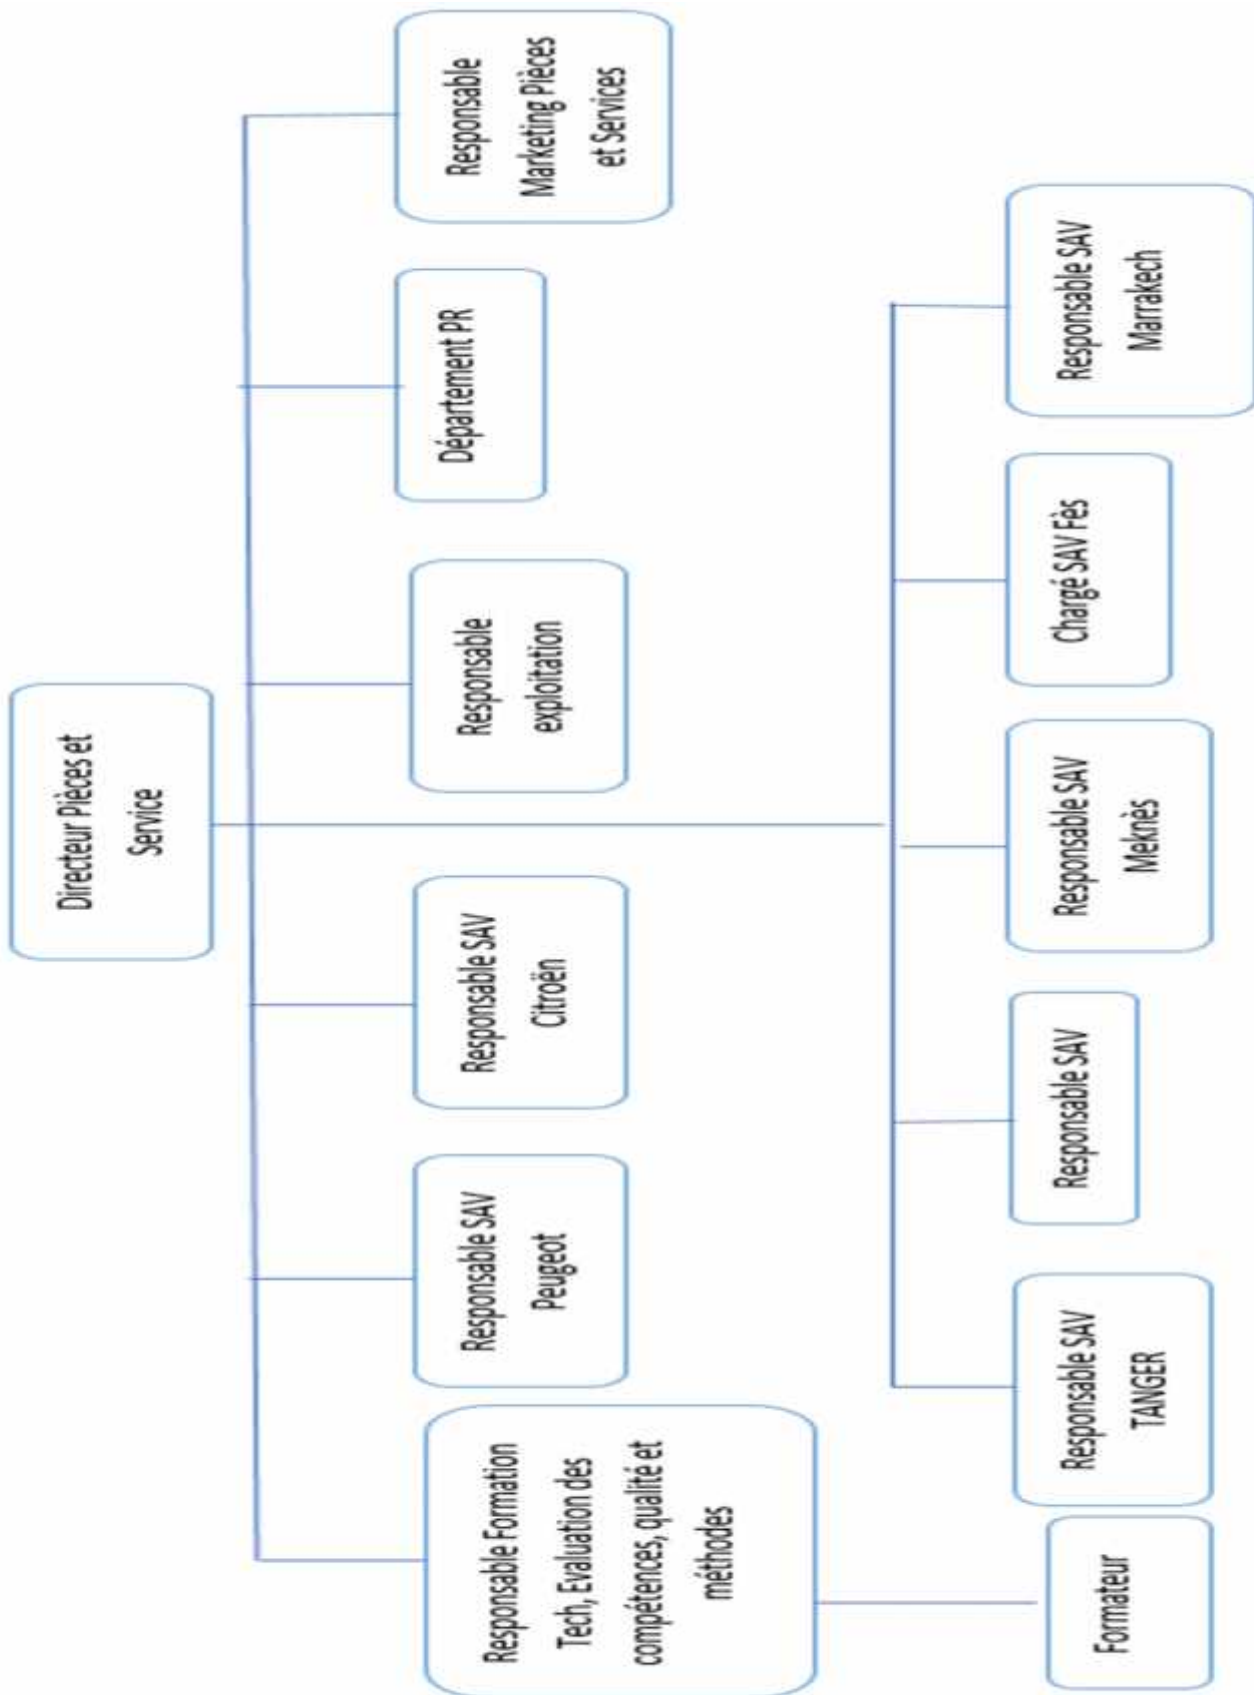 Directeur Pièces et
Service
Responsable Formation
Tech, Evaluation des
compétences, qualité et
méthodes
Responsable SAV
Peugeot
Responsable SAV
Citroën
Responsable
exploitation
Département PR
Responsable
Marketing Pièces
et Services
Formateur
Responsable SAV
TANGER
Responsable SAV
Responsable SAV
Meknès
Chargé SAV Fès
Responsable SAV
Marrakech